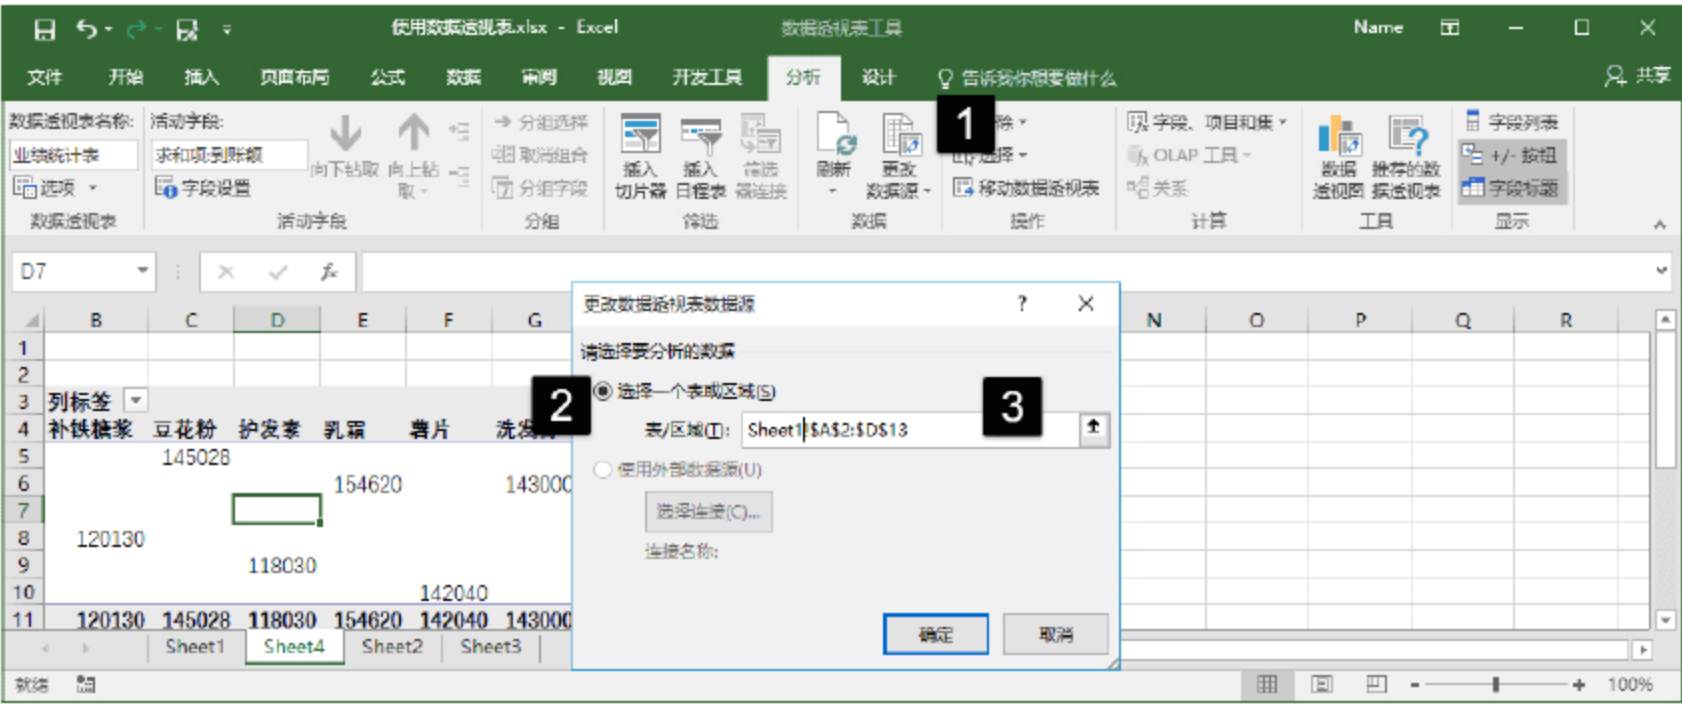 使用数据透视表.xlsx - Excel
数据透视表工具
Name
文件 开始 插入 页面布局 公式 数据 审阅 视图 开发工具 分析 设计 告诉我你想要做什么 共享
数据透视表名称:
业绩统计表
选项
数据透视表
活动字段:
求和项:到账额
字段设置
向下钻取 向上钻
取
活动字段
分组选择
取消组合
分组字段
分组
插入
切片器
插入
日程表
筛选
器连接
筛选
刷新
更改
数据源
数据
1
除
选择
移动数据透视表
操作
字段、项目和集
OLAP 工具
关系
计算
数据
透视图
推荐的数
据透视表
工具
字段列表
+/- 按钮
字段标题
显示
D7
fx
B C D E F G N O P Q R
1
2
3 列标签
4 补铁糖浆 豆花粉 护发素 乳霜 薯片
5 145028
6 154620 143000
7
8 120130
9 118030
10 142040
11 120130 145028 118030 154620 142040 143000
更改数据透视表数据源 ?
请选择要分析的数据
2 选择一个表或区域(S)
3
表/区域(T): Sheet1!$A$2:$D$13
使用外部数据源(U)
选择连接(C)...
连接名称:
确定 取消
Sheet1 Sheet4 Sheet2 Sheet3
就绪
100%